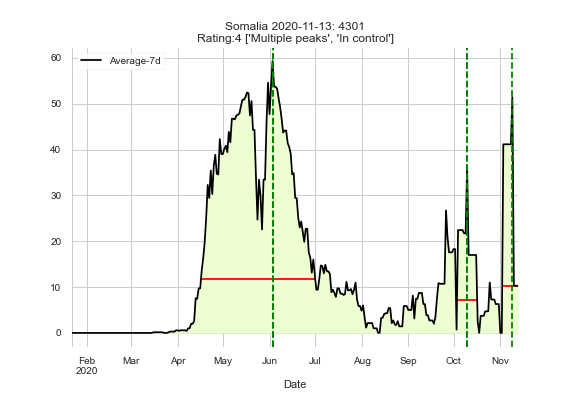 Somalia 2020-11-13: 4301
Rating:4 ['Multiple peaks', 'In control']
Average-7d
60
50
40
30
20
10
0
Feb Mar Apr May Jun Jul Aug Sep Oct Nov
2020
Date